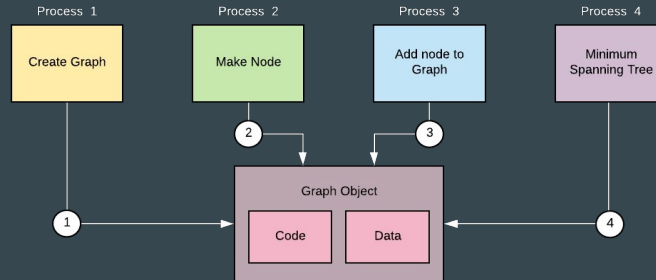 Process 1
Process 2
Process 3
Process 4
Create Graph
Make Node
Add node to
Graph
Minimum
Spanning Tree
2
3
Graph Object
1
4
Code
Data